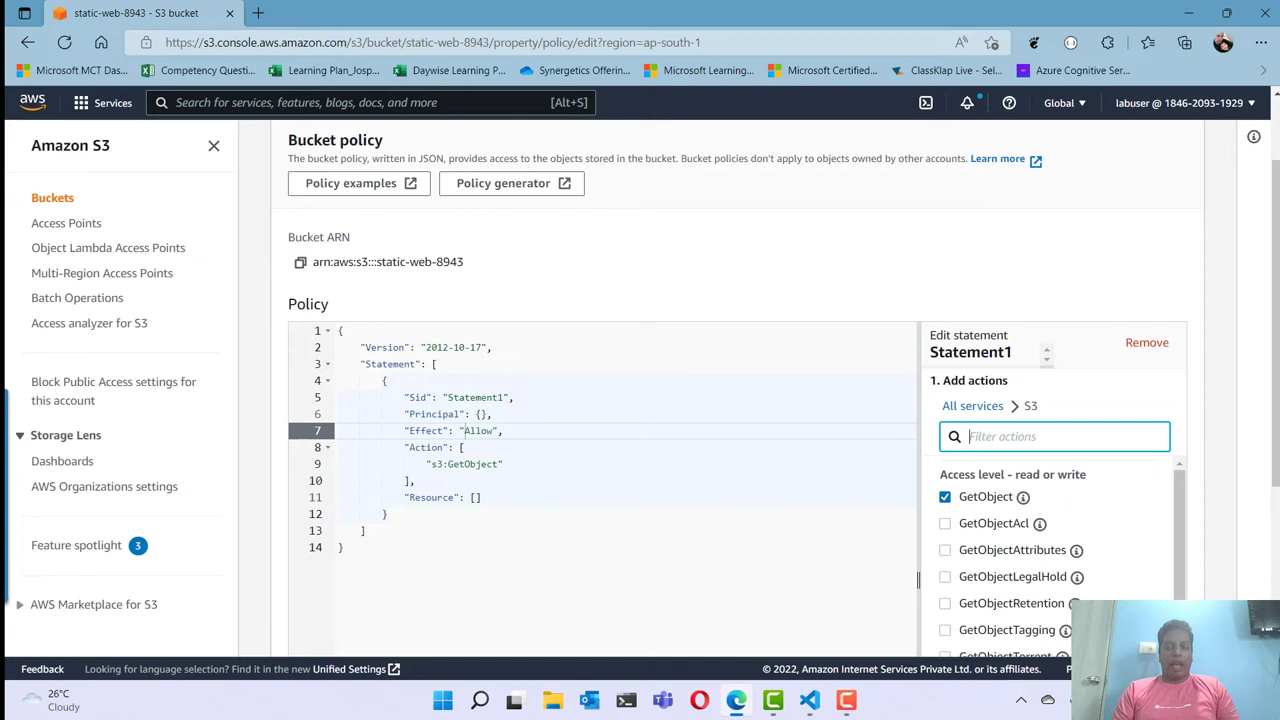 static-web-8943 - S3 bucket
https://s3.console.aws.amazon.com/s3/bucket/static-web-8943/property/policy/edit?region=ap-south-1
Microsoft MCT Das...
Competency Questi...
Learning Plan_Josp...
Daywise Learning P...
Synergetics Offerin...
Microsoft Learning...
Microsoft Certified...
ClassKlap Live - Sel...
Azure Cognitive Ser...
aws
Services
Search for services, features, blogs, docs, and more
[Alt+S]
Global
labuser @ 1846-2093-1929
Amazon S3
Buckets
Access Points
Object Lambda Access Points
Multi-Region Access Points
Batch Operations
Access analyzer for S3
Block Public Access settings for
this account
Storage Lens
Dashboards
AWS Organizations settings
Feature spotlight 3
AWS Marketplace for S3
Bucket policy
The bucket policy, written in JSON, provides access to the objects stored in the bucket. Bucket policies don't apply to objects owned by other accounts. Learn more
Policy examples
Policy generator
Bucket ARN
arn:aws:s3:::static-web-8943
Policy
1 {
2 "Version": "2012-10-17",
3 "Statement": [
4 {
5 "Sid": "Statement1",
6 "Principal": {},
7 "Effect": "Allow",
8 "Action": [
9 "s3:GetObject"
10 ],
11 "Resource": []
12 }
13 ]
14 }
Edit statement
Statement1
Remove
1. Add actions
All services > S3
Filter actions
Access level - read or write
GetObject
GetObjectAcl
GetObjectAttributes
GetObjectLegalHold
GetObjectRetention
GetObjectTagging
GetObjectTorrent
Feedback
Looking for language selection? Find it in the new Unified Settings
© 2022, Amazon Internet Services Private Ltd. or its affiliates.
26°C
Cloudy